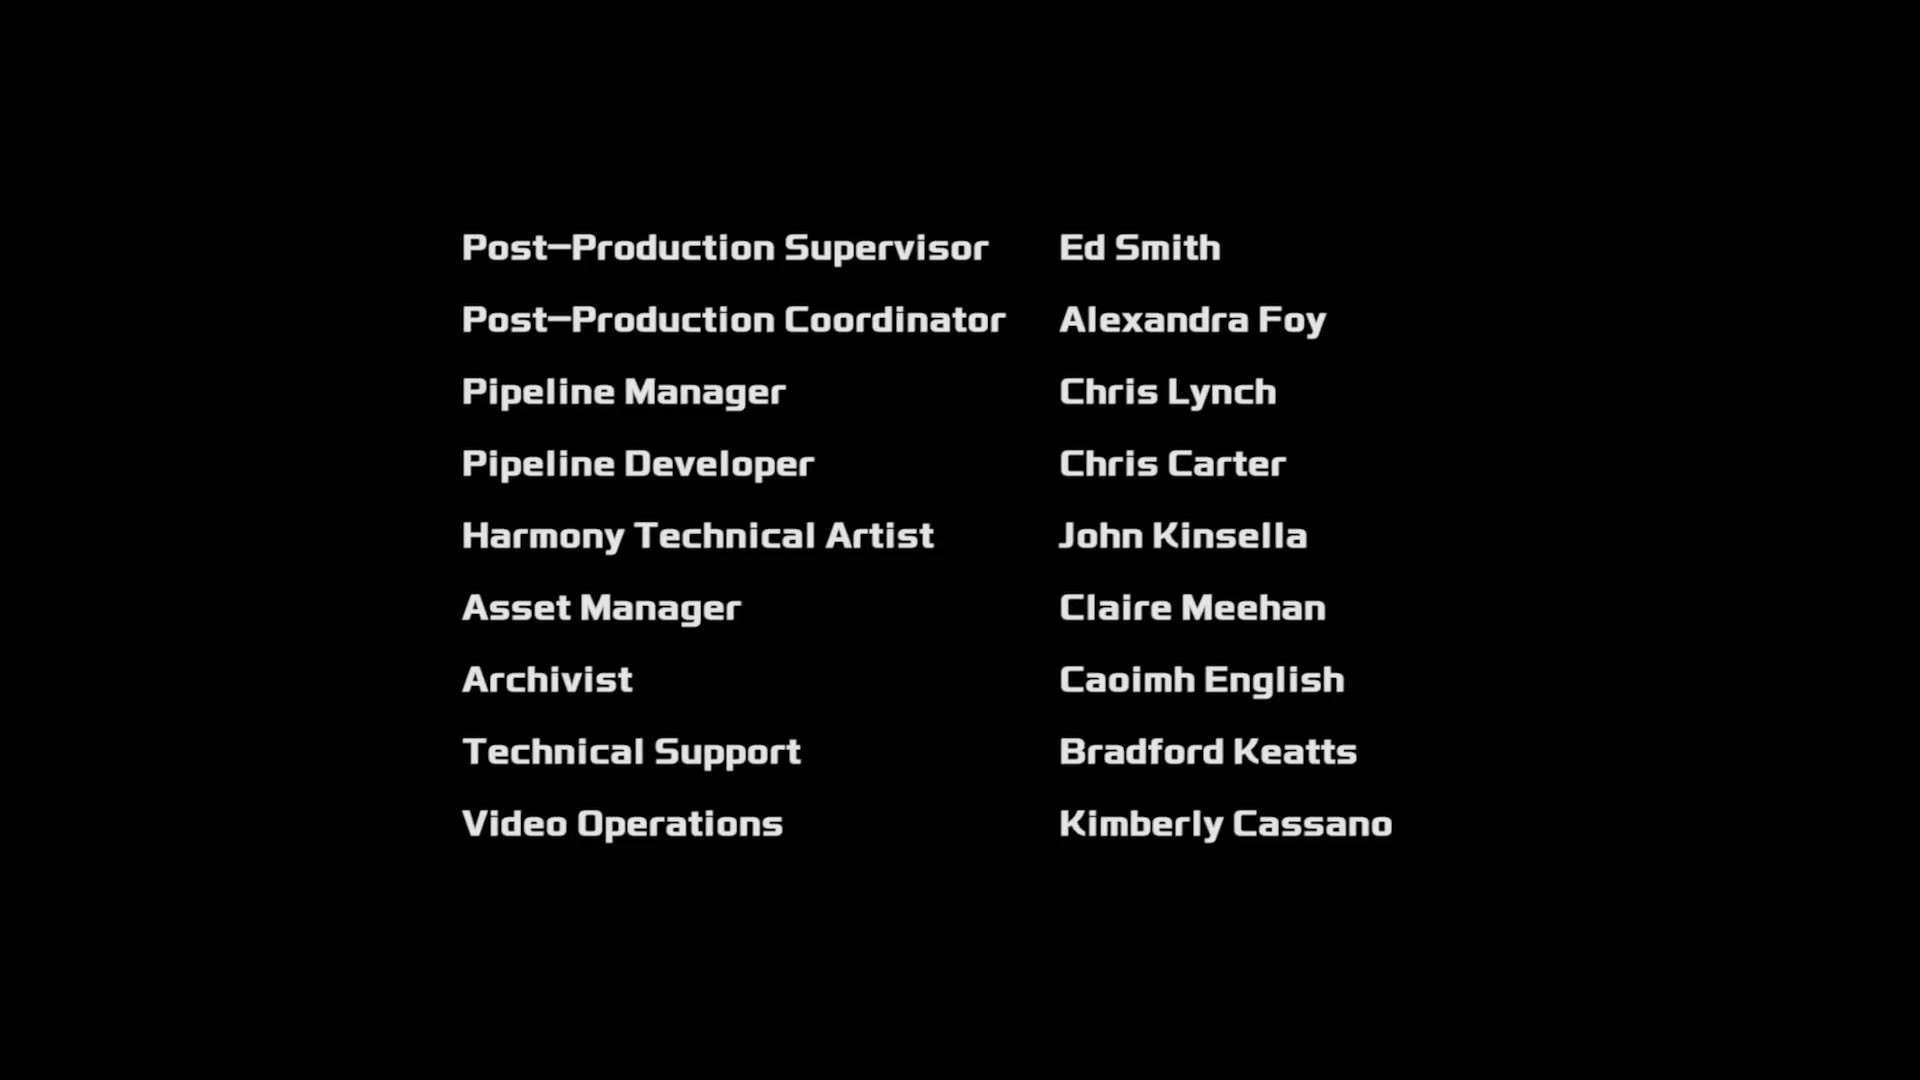 Post-Production Supervisor Ed Smith
Post-Production Coordinator Alexandra Foy
Pipeline Manager Chris Lynch
Pipeline Developer Chris Carter
Harmony Technical Artist John Kinsella
Asset Manager Claire Meehan
Archivist Caoimh English
Technical Support Bradford Keatts
Video Operations Kimberly Cassano